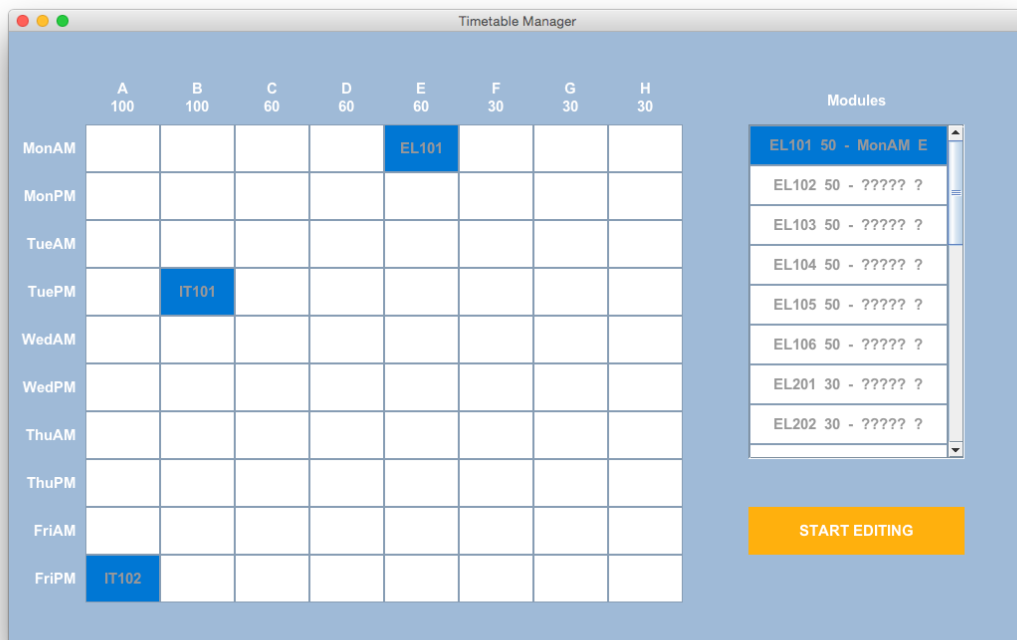 Timetable Manager
A B C D E F G H
100 100 60 60 60 30 30 30
Modules
MonAM EL101
MonPM
TueAM
TuePM IT101
WedAM
WedPM
ThuAM
ThuPM
FriAM
FriPM IT102
EL101 50 - MonAM E
EL102 50 - ????? ?
EL103 50 - ????? ?
EL104 50 - ????? ?
EL105 50 - ????? ?
EL106 50 - ????? ?
EL201 30 - ????? ?
EL202 30 - ????? ?
START EDITING